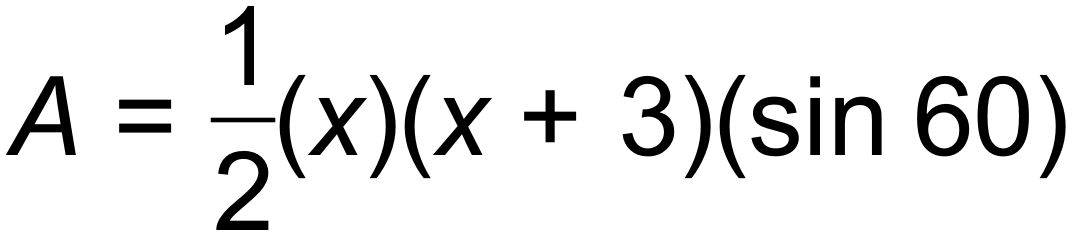 A = 1/2(x)(x + 3)(sin 60)